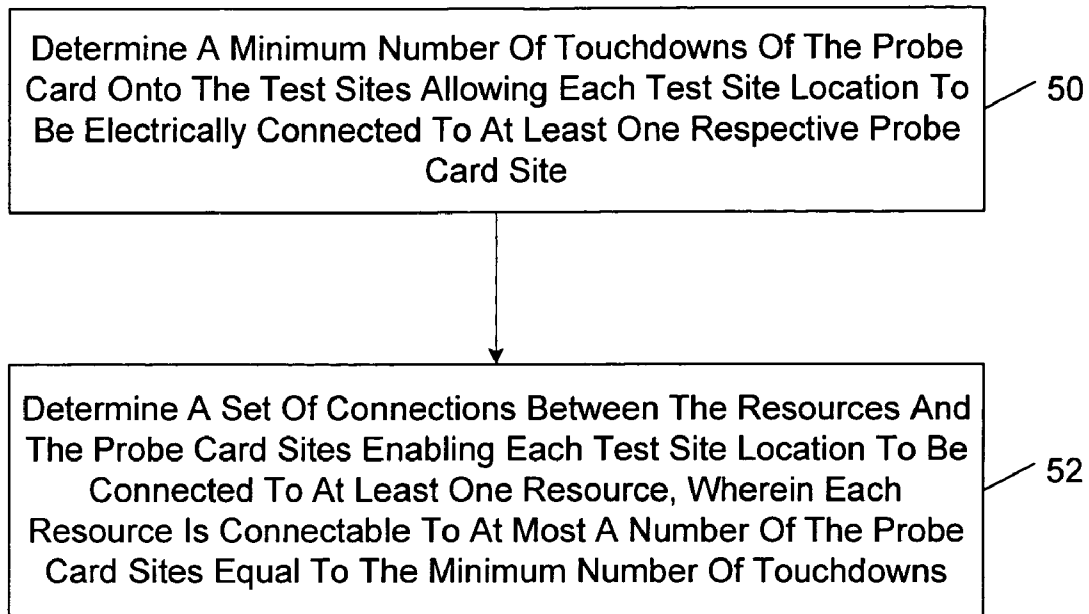 Determine A Minimum Number Of Touchdowns Of The Probe
Card Onto The Test Sites Allowing Each Test Site Location To
Be Electrically Connected To At Least One Respective Probe
Card Site
50
Determine A Set Of Connections Between The Resources And
The Probe Card Sites Enabling Each Test Site Location To Be
Connected To At Least One Resource, Wherein Each
Resource Is Connectable To At Most A Number Of The Probe
Card Sites Equal To The Minimum Number Of Touchdowns
52